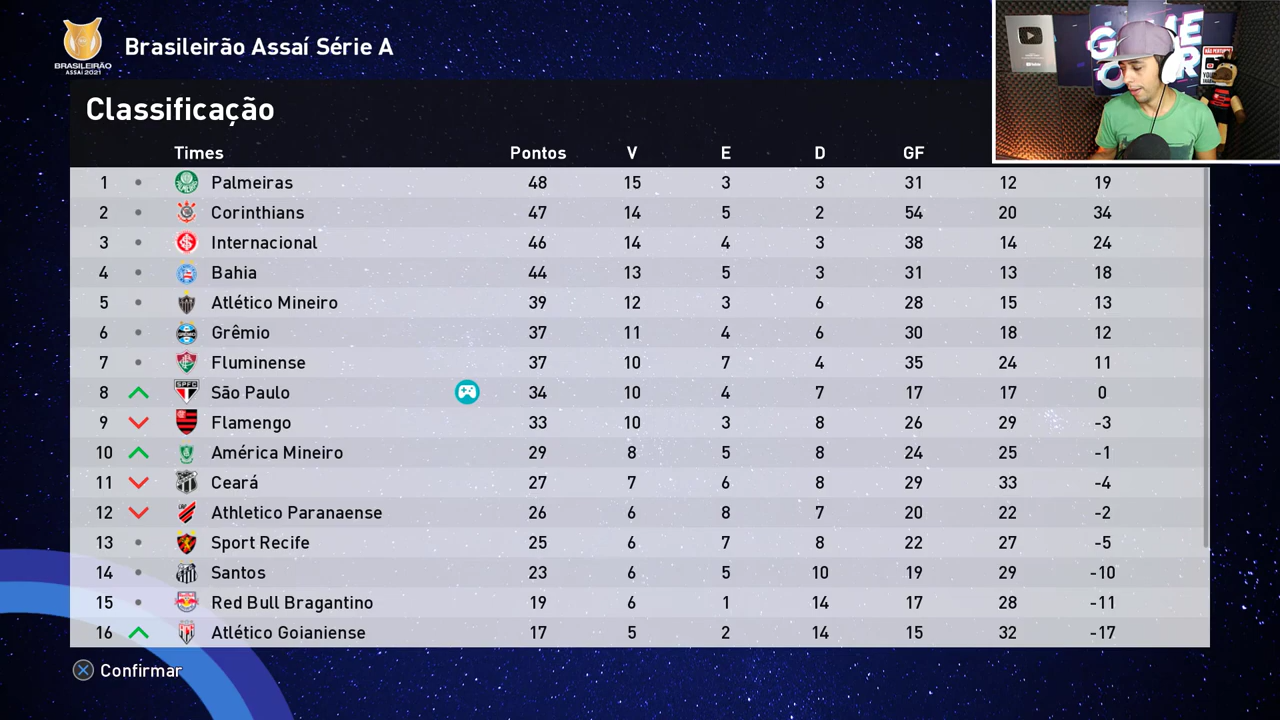 Brasileirão Assaí Série A
BRASILEIRÃO
ASSAÍ 2021
Classificação
Times Pontos V E D GF
1 Palmeiras 48 15 3 3 31 12 19
2 Corinthians 47 14 5 2 54 20 34
3 Internacional 46 14 4 3 38 14 24
4 Bahia 44 13 5 3 31 13 18
5 Atlético Mineiro 39 12 3 6 28 15 13
6 Grêmio 37 11 4 6 30 18 12
7 Fluminense 37 10 7 4 35 24 11
8 São Paulo 34 10 4 7 17 17 0
9 Flamengo 33 10 3 8 26 29 -3
10 América Mineiro 29 8 5 8 24 25 -1
11 Ceará 27 7 6 8 29 33 -4
12 Athletico Paranaense 26 6 8 7 20 22 -2
13 Sport Recife 25 6 7 8 22 27 -5
14 Santos 23 6 5 10 19 29 -10
15 Red Bull Bragantino 19 6 1 14 17 28 -11
16 Atlético Goianiense 17 5 2 14 15 32 -17
Confirmar